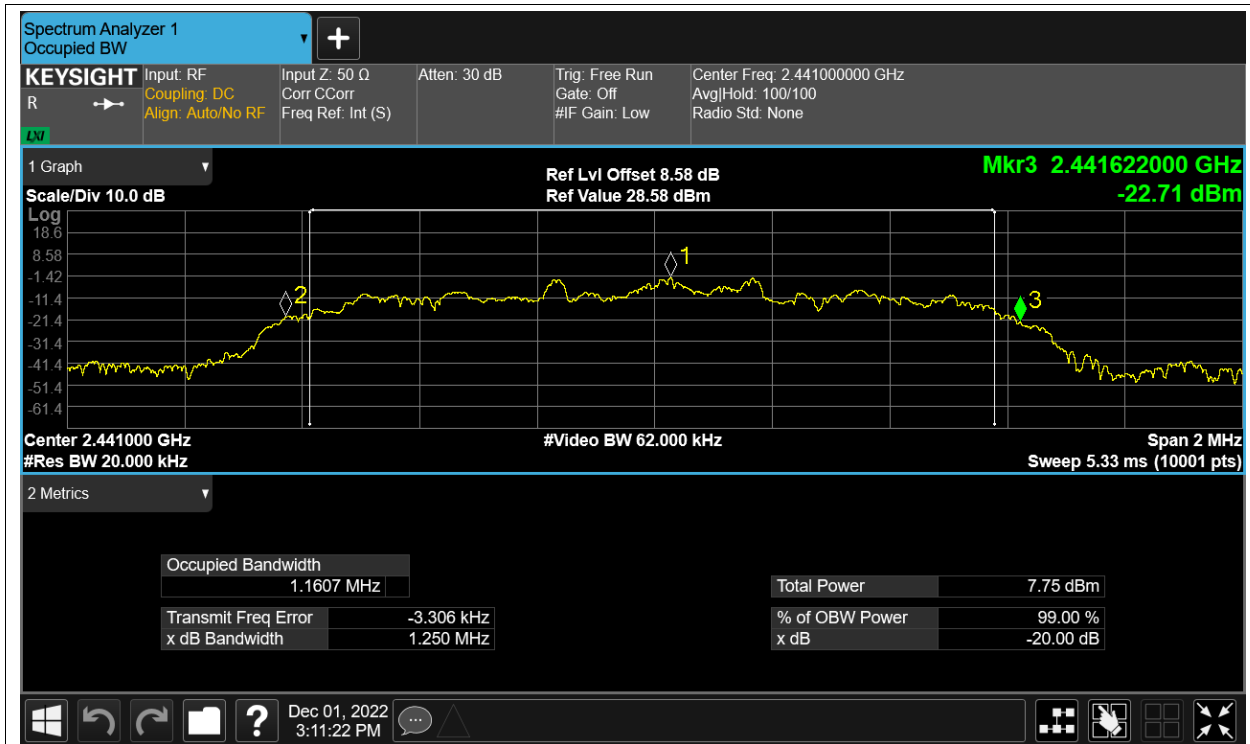 Spectrum Analyzer 1
Occupied BW
+
KEYSIGHT
R
LXI
Input: RF
Coupling: DC
Align: Auto/No RF
Input Z: 50 Ω
Corr CCorr
Freq Ref: Int (S)
Atten: 30 dB
Trig: Free Run
Gate: Off
#IF Gain: Low
Center Freq: 2.441000000 GHz
Avg|Hold: 100/100
Radio Std: None
1 Graph
Scale/Div 10.0 dB
Ref Lvl Offset 8.58 dB
Ref Value 28.58 dBm
Mkr3 2.441622000 GHz
-22.71 dBm
Log
18.6
8.58
-1.42
-11.4
-21.4
-31.4
-41.4
-51.4
-61.4
1
2
3
Center 2.441000 GHz
#Res BW 20.000 kHz
#Video BW 62.000 kHz
Span 2 MHz
Sweep 5.33 ms (10001 pts)
2 Metrics
Occupied Bandwidth
1.1607 MHz
Transmit Freq Error -3.306 kHz
x dB Bandwidth 1.250 MHz
Total Power 7.75 dBm
% of OBW Power 99.00 %
x dB -20.00 dB
?
Dec 01, 2022
3:11:22 PM